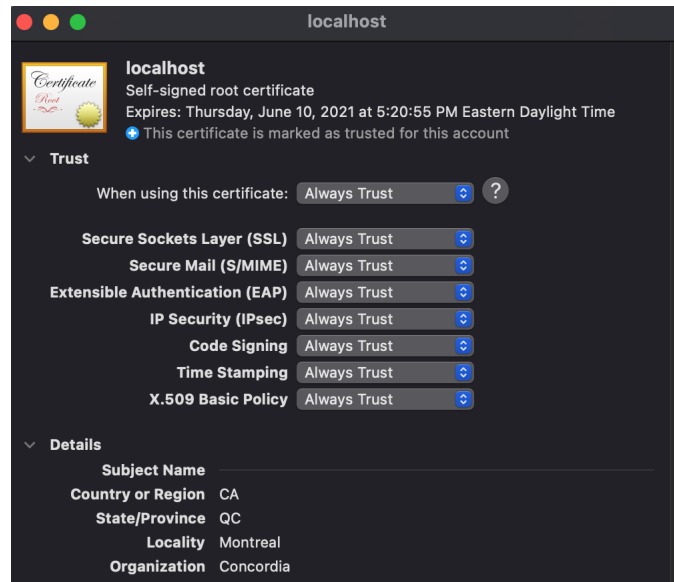 localhost
Certificate
Root
localhost
Self-signed root certificate
Expires: Thursday, June 10, 2021 at 5:20:55 PM Eastern Daylight Time
This certificate is marked as trusted for this account
Trust
When using this certificate: Always Trust ?
Secure Sockets Layer (SSL) Always Trust
Secure Mail (S/MIME) Always Trust
Extensible Authentication (EAP) Always Trust
IP Security (IPsec) Always Trust
Code Signing Always Trust
Time Stamping Always Trust
X.509 Basic Policy Always Trust
Details
Subject Name
Country or Region CA
State/Province QC
Locality Montreal
Organization Concordia